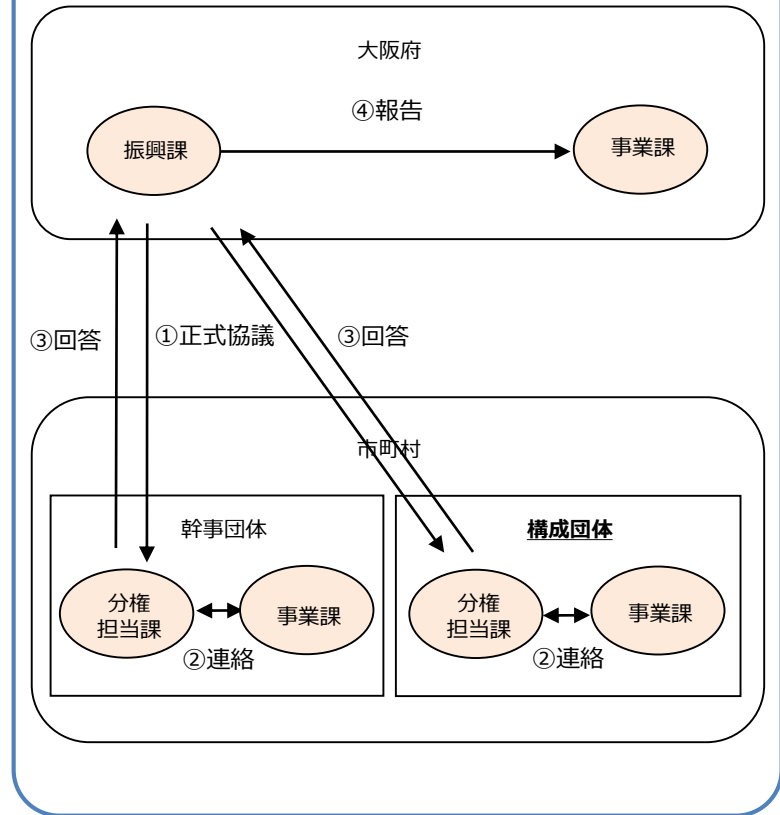 大阪府
④報告
振興課
事業課
③回答
①正式協議
③回答
市町村
幹事団体
構成団体
分権
担当課
事業課
②連絡
分権
担当課
事業課
②連絡